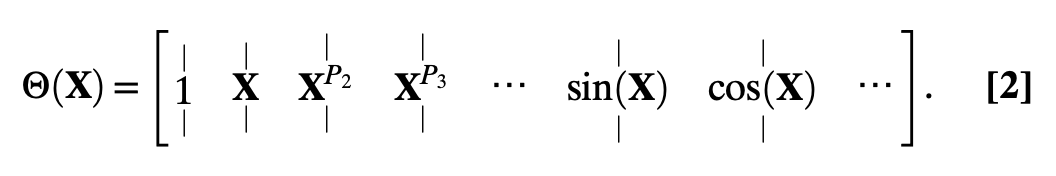 Θ(X) = [1 X X^{P_2} X^{P_3} ⋯ sin(X) cos(X) ⋯]. [2]